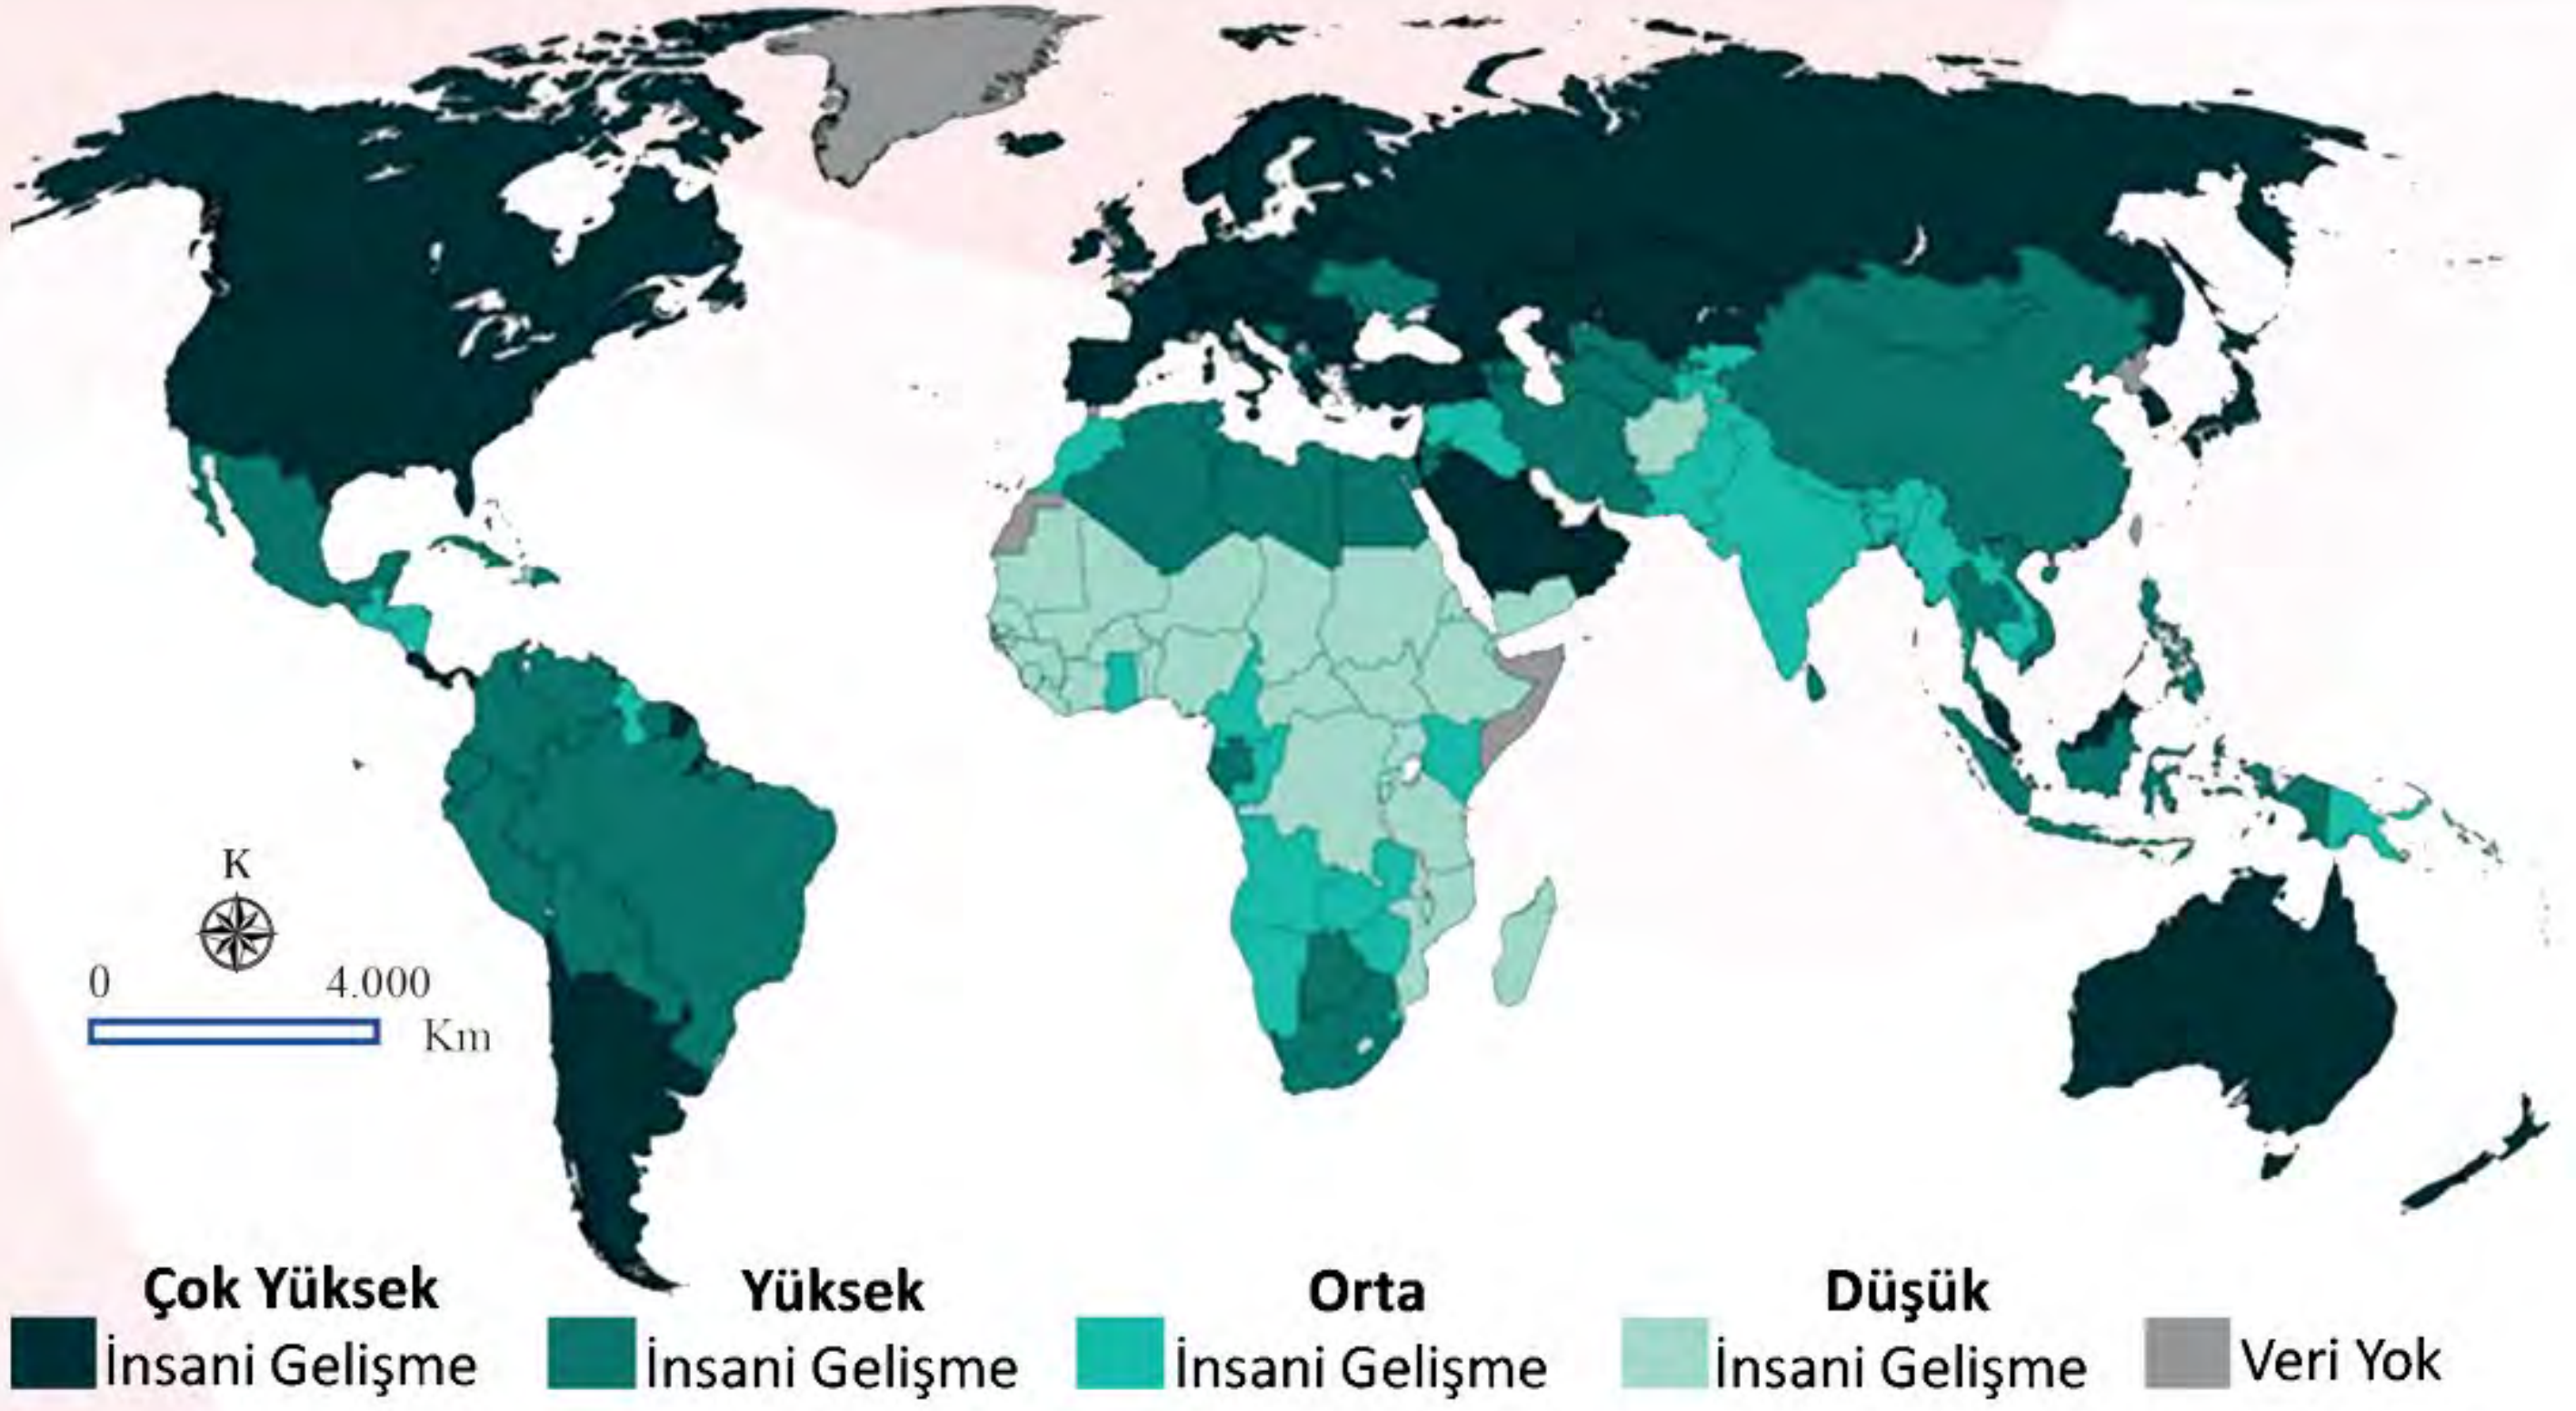 K
0 4.000
Km
Çok Yüksek
İnsani Gelişme
Yüksek
İnsani Gelişme
Orta
İnsani Gelişme
Düşük
İnsani Gelişme
Veri Yok